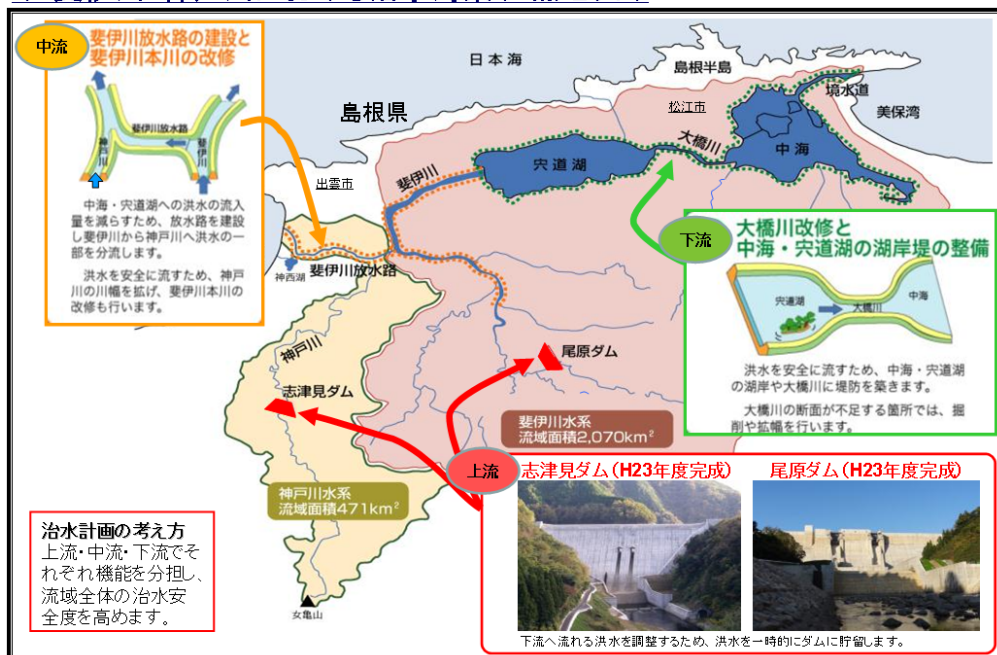 中流
斐伊川放水路の建設と
斐伊川本川の改修
斐伊川放水路
神戸川
斐伊川
中海・宍道湖への洪水の流入
量を減らすため、放水路を建設
し斐伊川から神戸川へ洪水の一
部を分流します。
洪水を安全に流すため、神戸
川の川幅を拡げ、斐伊川本川の
改修も行います。
日本海
島根半島
境水道
美保湾
島根県
松江市
大橋川
中海
宍道湖
斐伊川
出雲市
神西湖
斐伊川放水路
下流
大橋川改修と
中海・宍道湖の湖岸堤の整備
宍道湖
大橋川
中海
洪水を安全に流すため、中海・宍道湖
の湖岸や大橋川に堤防を築きます。
大橋川の断面が不足する箇所では、掘
削や拡幅を行います。
神戸川
志津見ダム
尾原ダム
斐伊川水系
流域面積2,070km²
神戸川水系
流域面積471km²
上流
志津見ダム（H23年度完成）
尾原ダム（H23年度完成）
下流へ流れる洪水を調整するため、洪水を一時的にダムに貯留します。
治水計画の考え方
上流・中流・下流でそ
れぞれ機能を分担し、
流域全体の治水安
全度を高めます。
女亀山